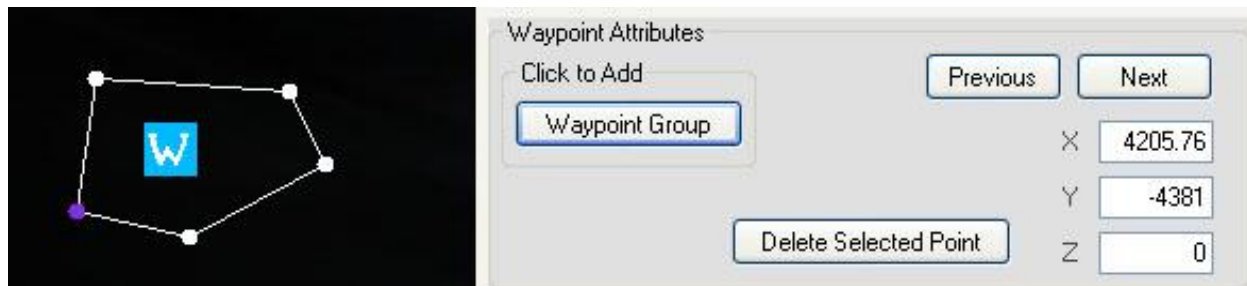 W
Waypoint Attributes
Click to Add
Waypoint Group
Previous
Next
X 4205.76
Y -4381
Z 0
Delete Selected Point